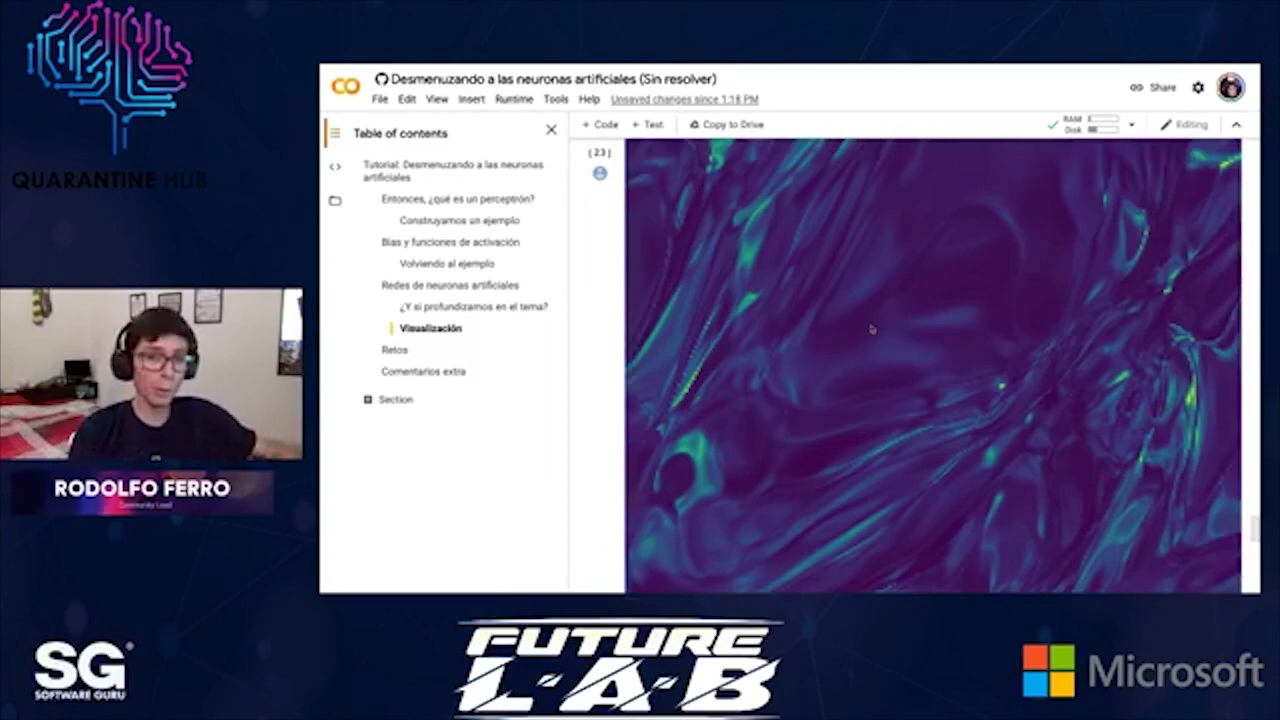 QUARANTINE HUB
RODOLFO FERRO
Community Lead
SG
SOFTWARE GURU
FUTURE
L·A·B
Microsoft
CO
Desmenuzando a las neuronas artificiales (Sin resolver)
File Edit View Insert Runtime Tools Help Unsaved changes since 1:18 PM
Share
Table of contents
+ Code + Text Copy to Drive
RAM
Disk
Editing
Tutorial: Desmenuzando a las neuronas
artificiales
Entonces, ¿qué es un perceptrón?
Construyamos un ejemplo
Bias y funciones de activación
Volviendo al ejemplo
Redes de neuronas artificiales
¿Y si profundizamos en el tema?
Visualización
Retos
Comentarios extra
Section
[23]